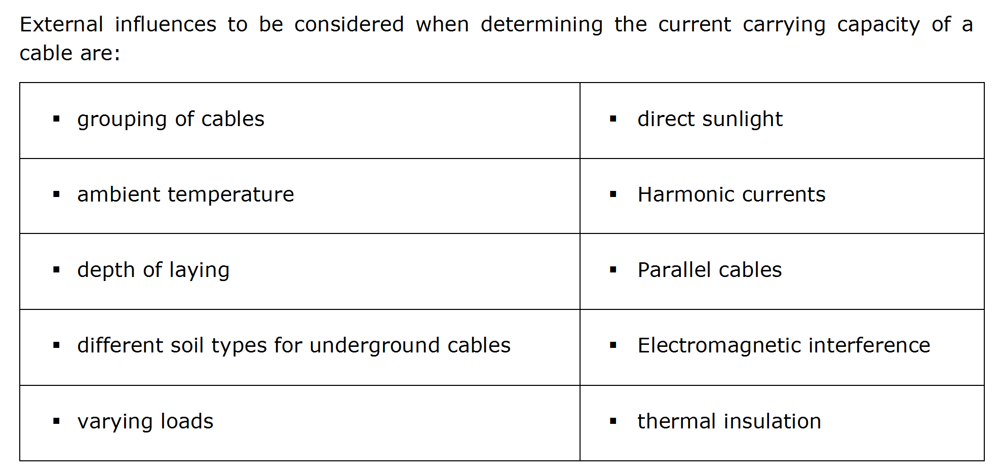 External influences to be considered when determining the current carrying capacity of a
cable are:
▪ grouping of cables
▪ direct sunlight
▪ ambient temperature
▪ Harmonic currents
▪ depth of laying
▪ Parallel cables
▪ different soil types for underground cables
▪ Electromagnetic interference
▪ varying loads
▪ thermal insulation